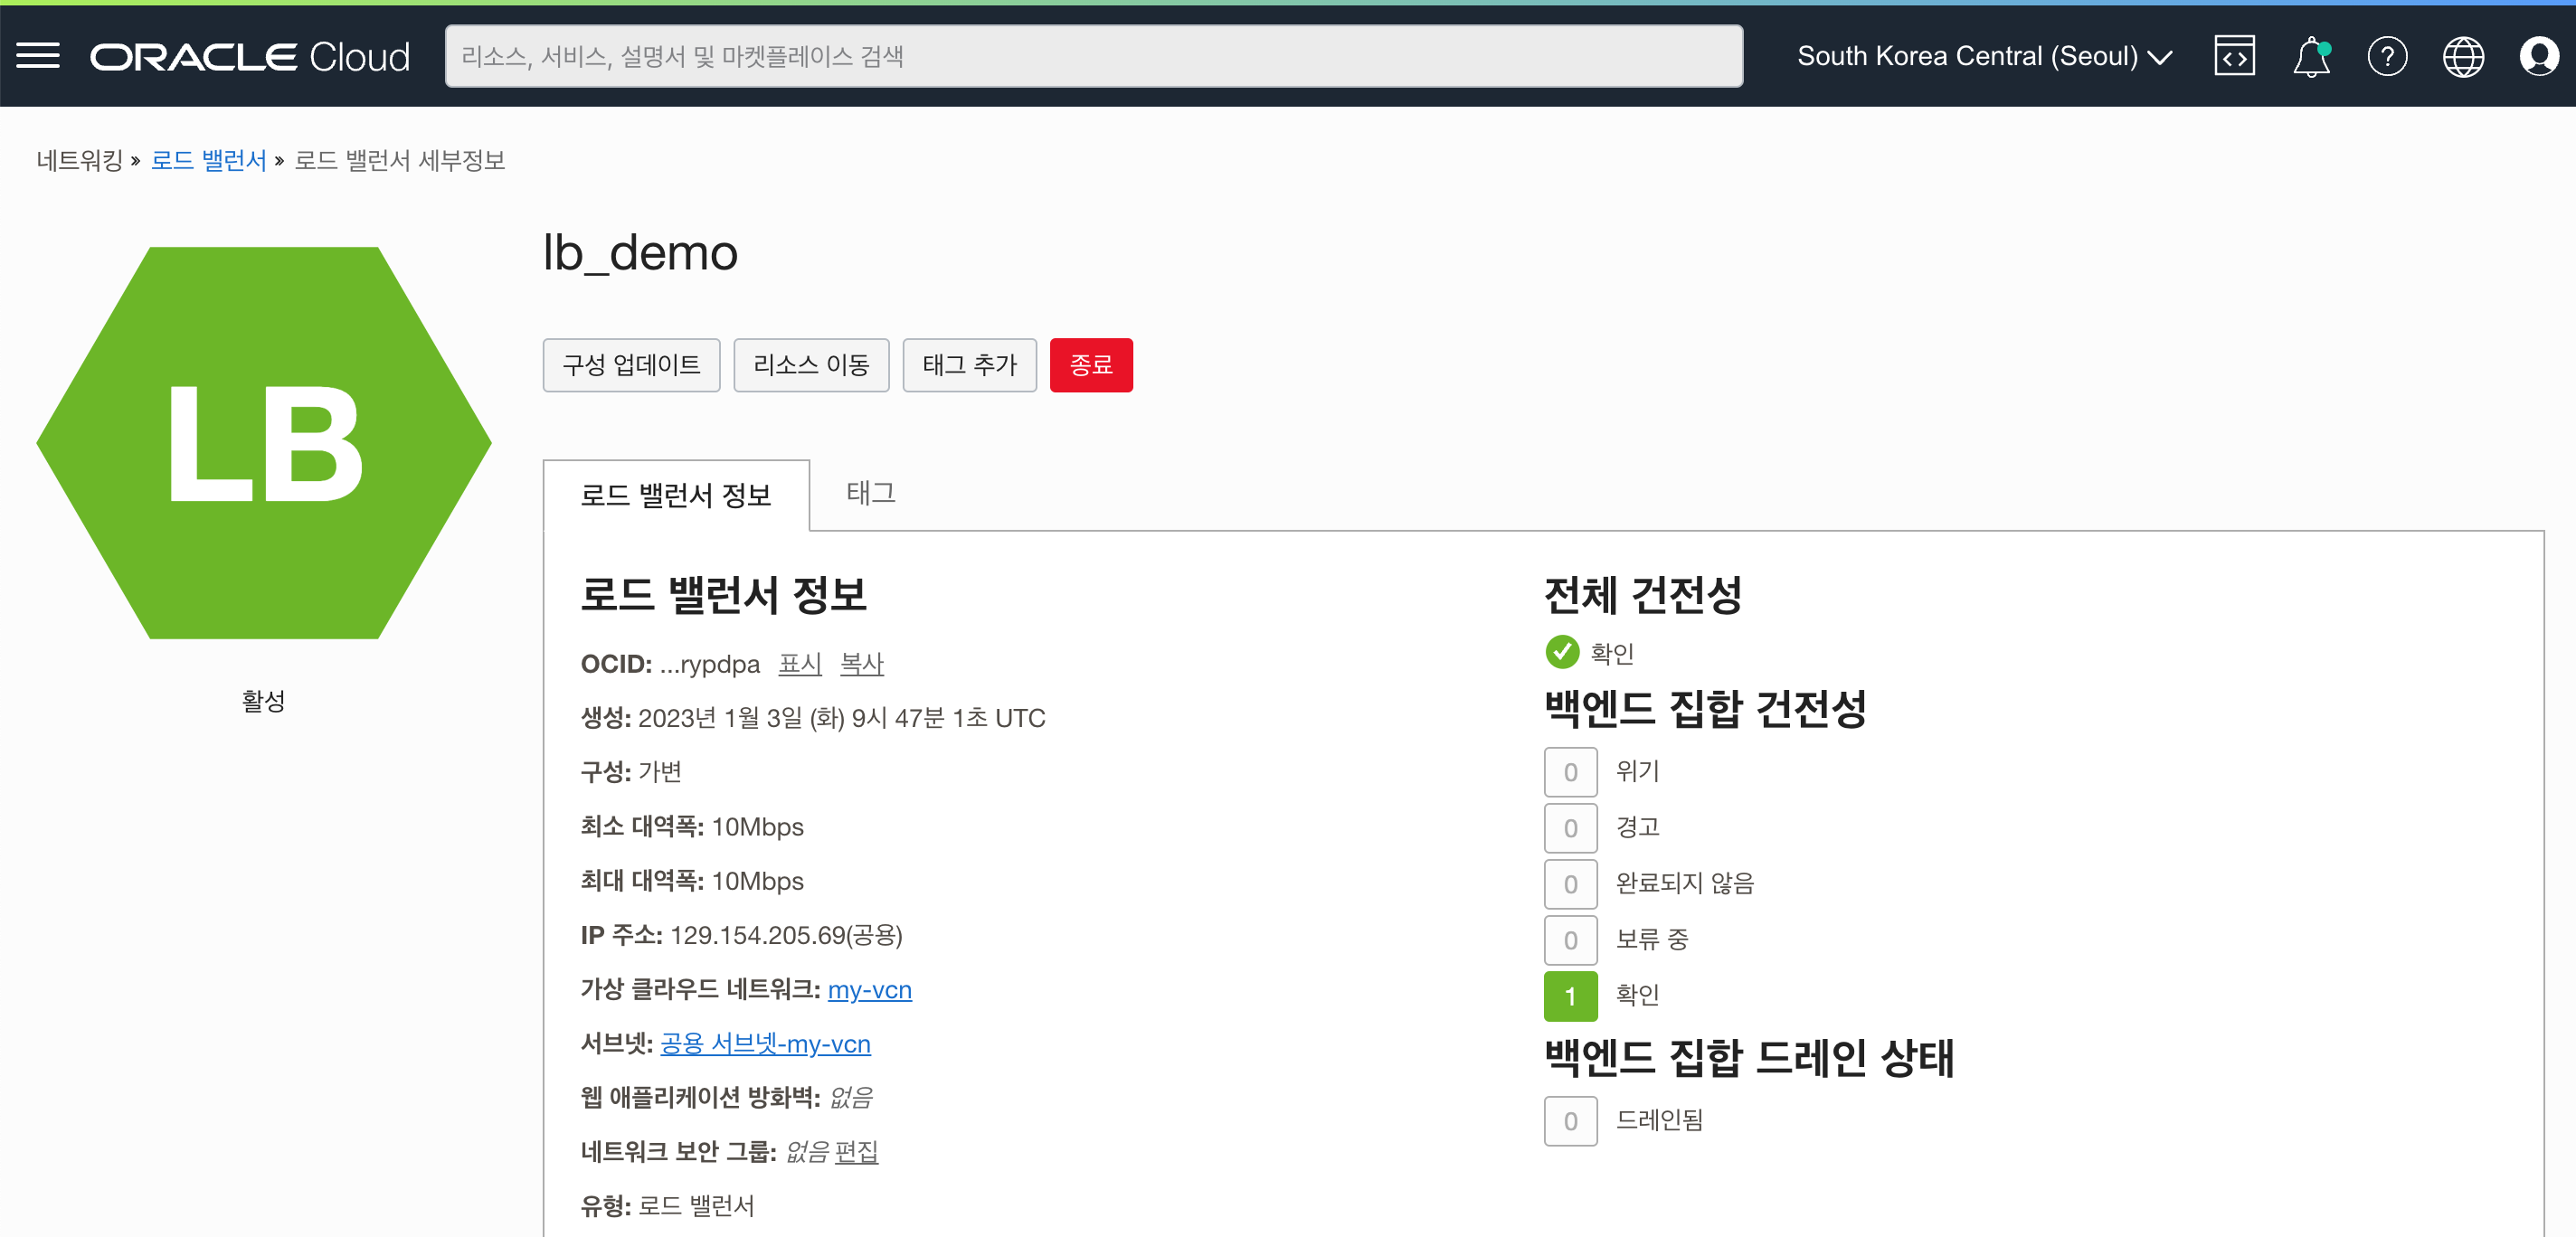 ORACLE Cloud
리소스, 서비스, 설명서 및 마켓플레이스 검색
South Korea Central (Seoul)
네트워킹 » 로드 밸런서 » 로드 밸런서 세부정보
LB
활성
lb_demo
구성 업데이트
리소스 이동
태그 추가
종료
로드 밸런서 정보
태그
로드 밸런서 정보
OCID: ...rypdpa 표시 복사
생성: 2023년 1월 3일 (화) 9시 47분 1초 UTC
구성: 가변
최소 대역폭: 10Mbps
최대 대역폭: 10Mbps
IP 주소: 129.154.205.69(공용)
가상 클라우드 네트워크: my-vcn
서브넷: 공용 서브넷-my-vcn
웹 애플리케이션 방화벽: 없음
네트워크 보안 그룹: 없음 편집
유형: 로드 밸런서
전체 건전성
확인
백엔드 집합 건전성
0 위기
0 경고
0 완료되지 않음
0 보류 중
1 확인
백엔드 집합 드레인 상태
0 드레인됨